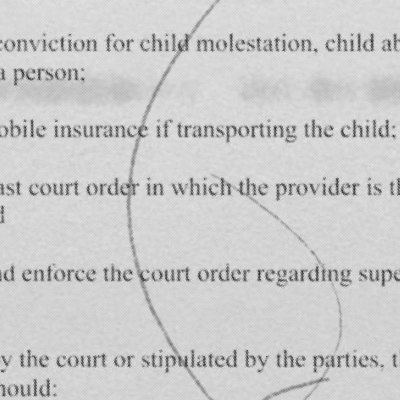 conviction for child molestation, child ab
a person;
obile insurance if transporting the child;
ast court order in which the provider is th
d
nd enforce the court order regarding supe
y the court or stipulated by the parties, t
hould: